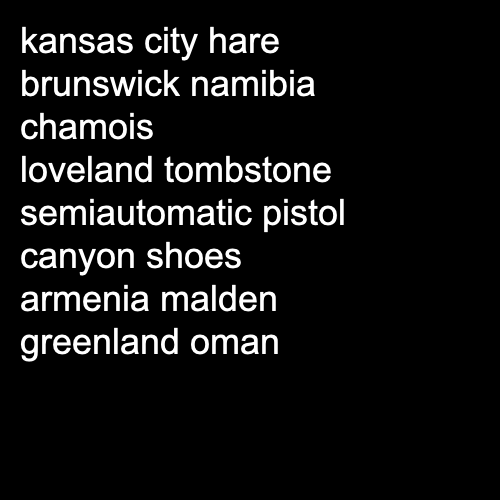 kansas city hare
brunswick namibia
chamois
loveland tombstone
semiautomatic pistol
canyon shoes
armenia malden
greenland oman